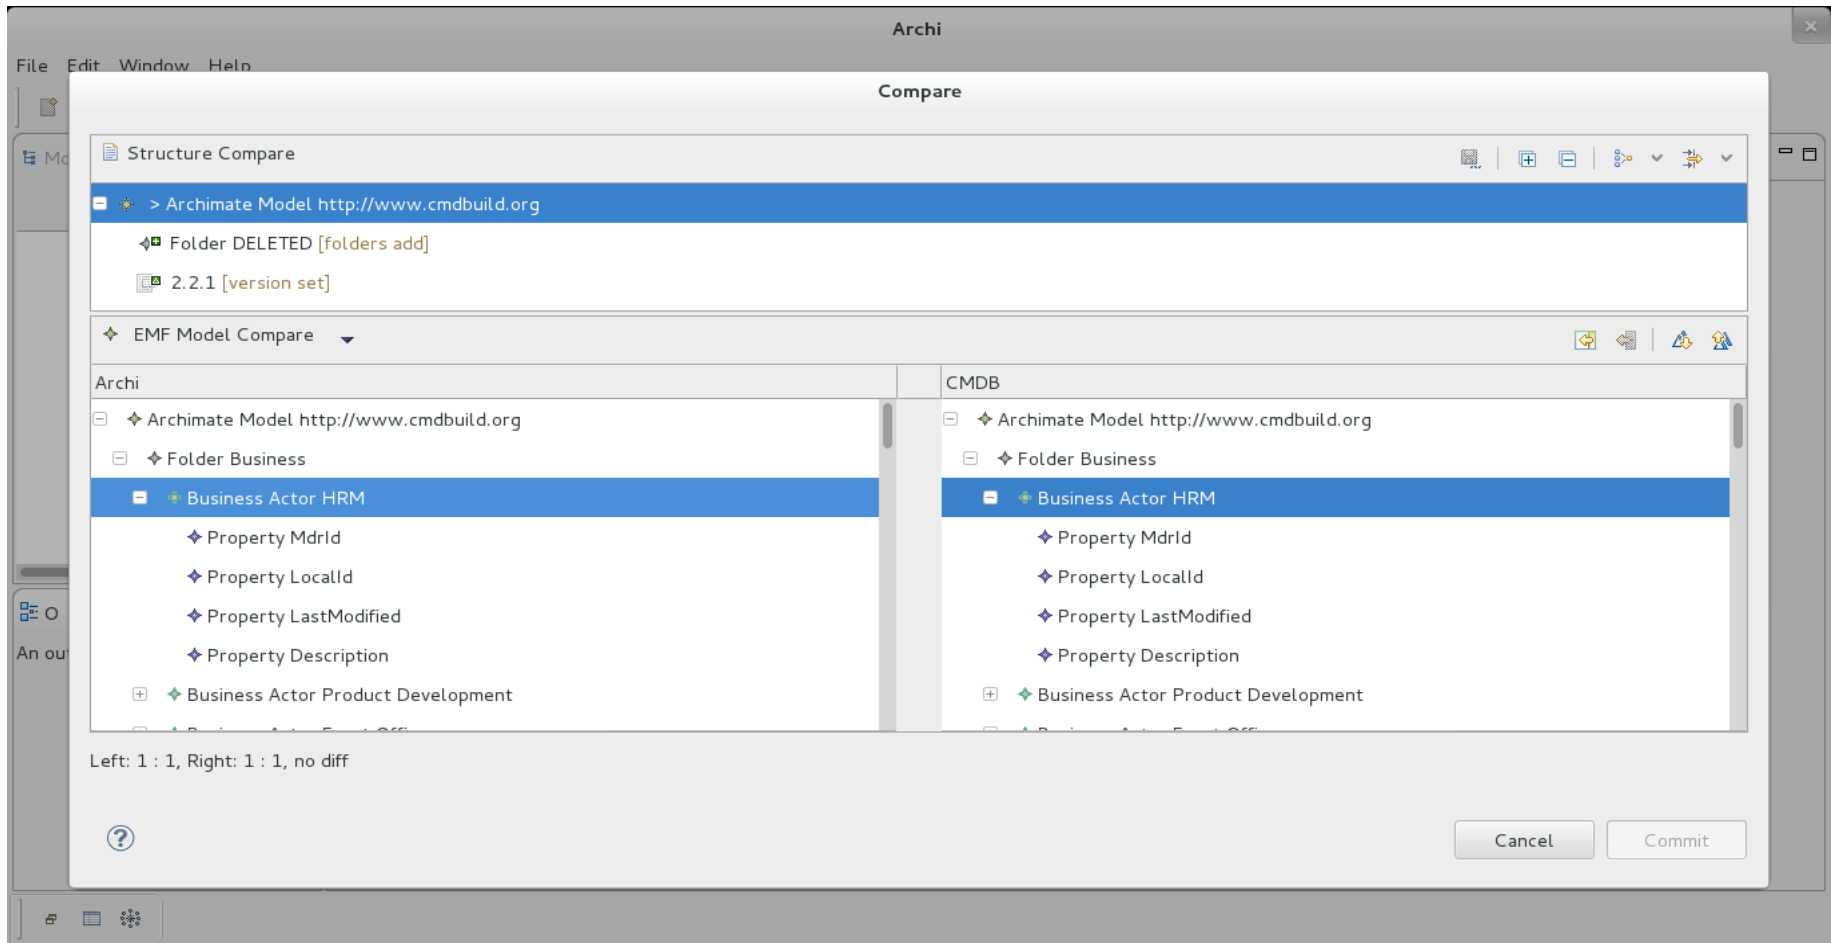 Archi
File Edit Window Help
Compare
Mo
Structure Compare
> Archimate Model http://www.cmdbuild.org
Folder DELETED [folders add]
2.2.1 [version set]
EMF Model Compare
Archi
CMDB
Archimate Model http://www.cmdbuild.org
Archimate Model http://www.cmdbuild.org
Folder Business
Folder Business
Business Actor HRM
Business Actor HRM
Property MdrId
Property MdrId
Property LocalId
Property LocalId
O
Property LastModified
Property LastModified
An ou
Property Description
Property Description
Business Actor Product Development
Business Actor Product Development
Left: 1 : 1, Right: 1 : 1, no diff
?
Cancel
Commit